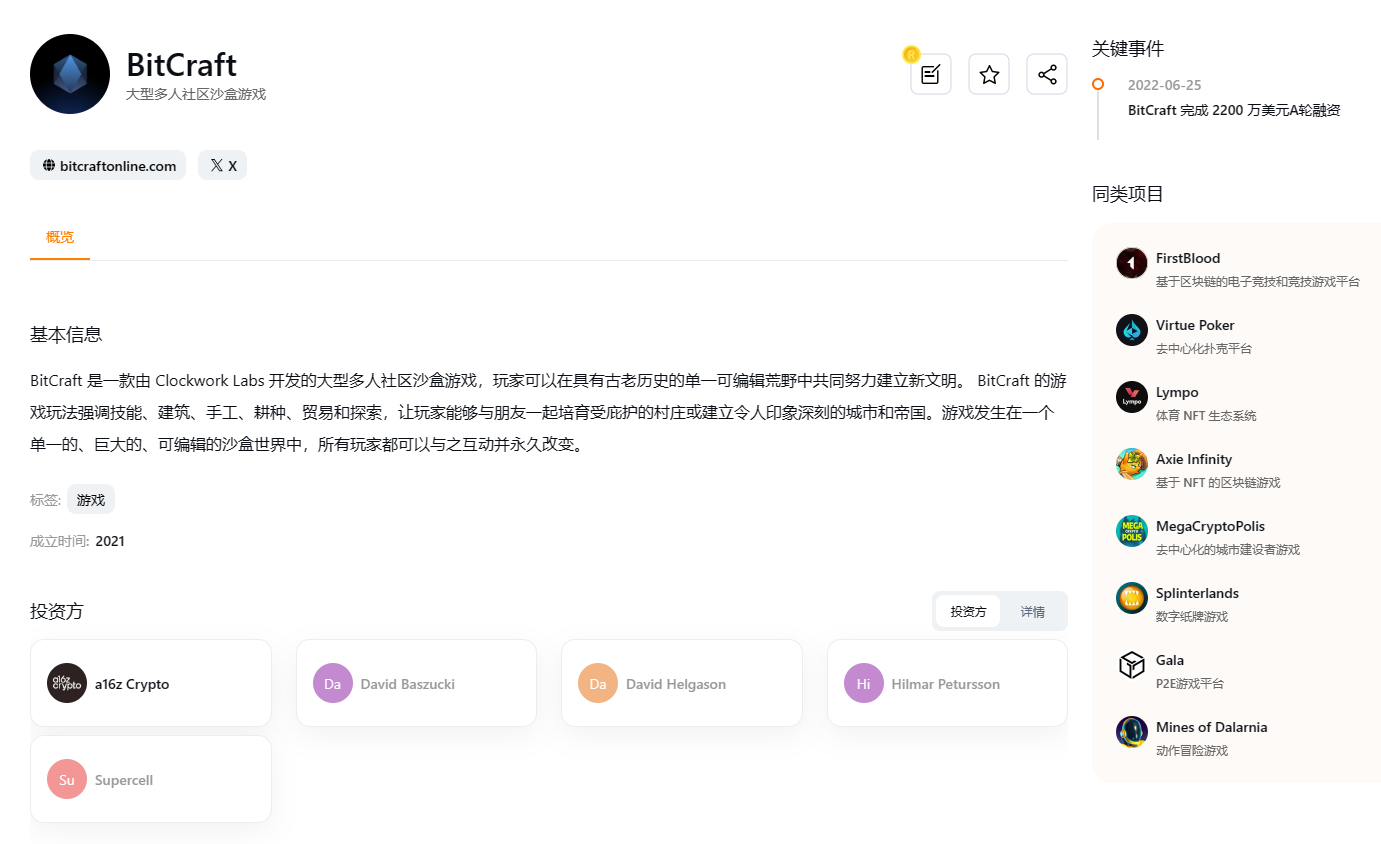 BitCraft
大型多人社区沙盒游戏
bitcraftonline.com
X
概览
基本信息
BitCraft 是一款由 Clockwork Labs 开发的大型多人社区沙盒游戏，玩家可以在具有古老历史的单一可编辑荒野中共同努力建立新文明。 BitCraft 的游
戏玩法强调技能、建筑、手工、耕种、贸易和探索，让玩家能够与朋友一起培育受庇护的村庄或建立令人印象深刻的城市和帝国。游戏发生在一个
单一的、巨大的、可编辑的沙盒世界中，所有玩家都可以与之互动并永久改变。
标签: 游戏
成立时间: 2021
投资方
投资方 详情
a16z crypto
a16z Crypto
Da
David Baszucki
Da
David Helgason
Hi
Hilmar Petursson
Su
Supercell
关键事件
2022-06-25
BitCraft 完成 2200 万美元A轮融资
同类项目
FirstBlood
基于区块链的电子竞技和竞技游戏平台
Virtue Poker
去中心化扑克平台
Lympo
Lympo
体育 NFT 生态系统
Axie Infinity
基于 NFT 的区块链游戏
MEGA
CRYPTO
POLIS
MegaCryptoPolis
去中心化的城市建设者游戏
Splinterlands
数字纸牌游戏
Gala
P2E游戏平台
Mines of Dalarnia
动作冒险游戏